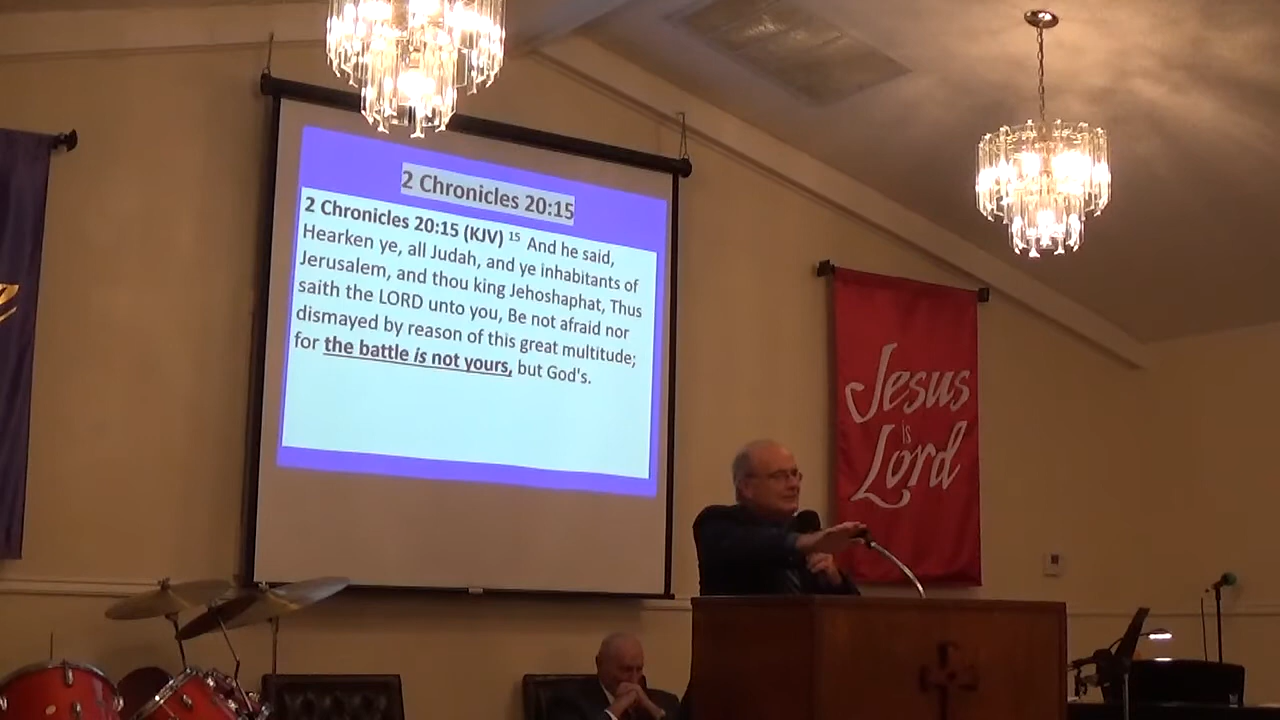 2 Chronicles 20:15
2 Chronicles 20:15 (KJV) 15 And he said,
Hearken ye, all Judah, and ye inhabitants of
Jerusalem, and thou king Jehoshaphat, Thus
saith the LORD unto you, Be not afraid nor
dismayed by reason of this great multitude;
for the battle is not yours, but God's.
Jesus
is
Lord